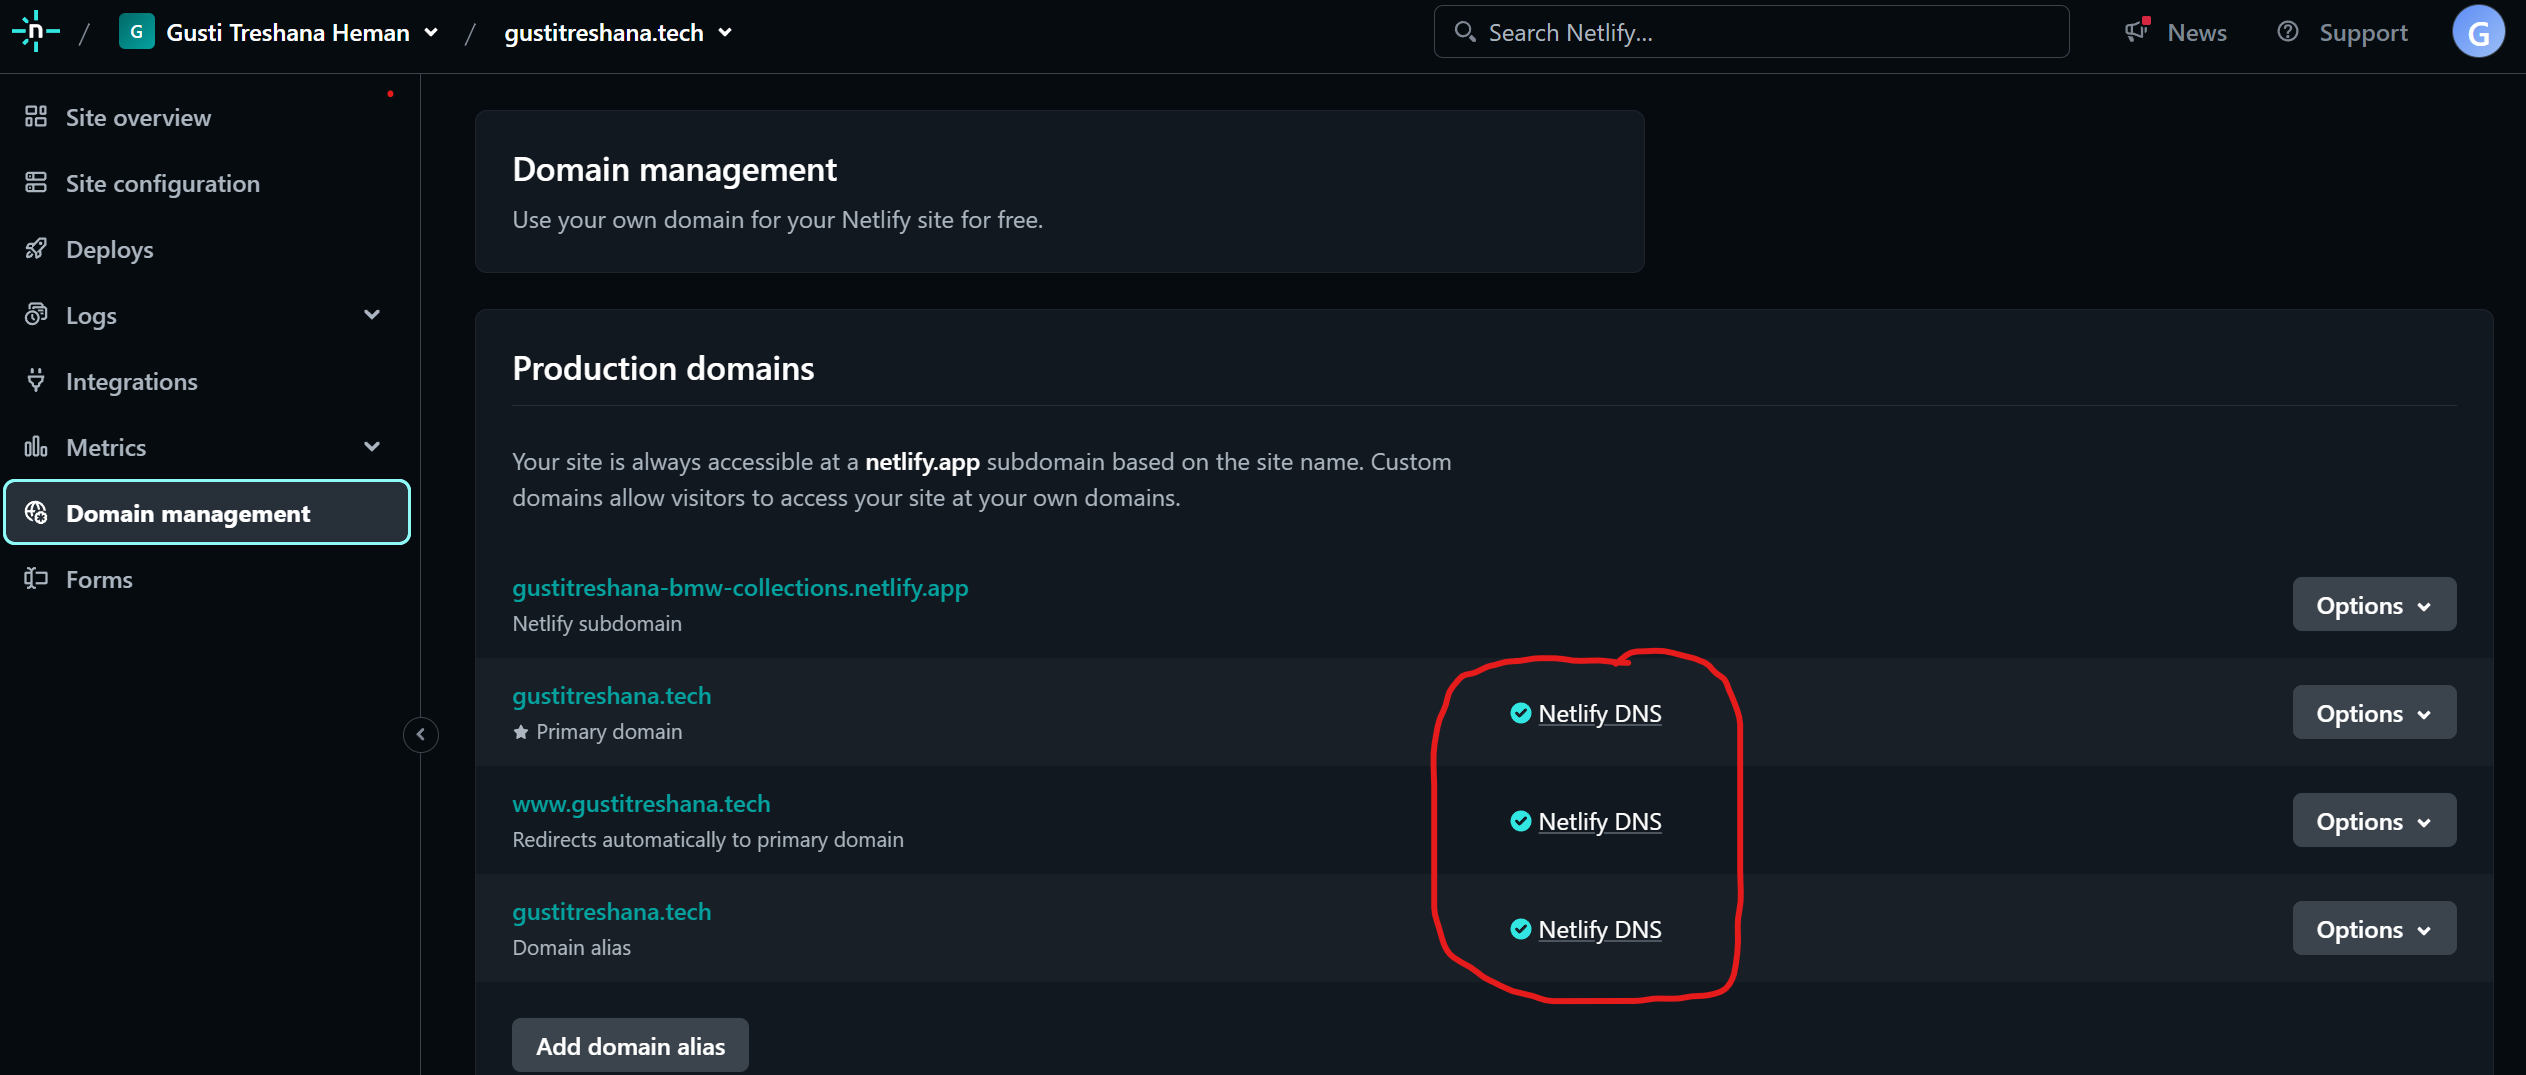 n / G Gusti Treshana Heman / gustitreshana.tech Search Netlify... News Support G
Site overview
Site configuration
Deploys
Logs
Integrations
Metrics
Domain management
Forms
Domain management
Use your own domain for your Netlify site for free.
Production domains
Your site is always accessible at a netlify.app subdomain based on the site name. Custom
domains allow visitors to access your site at your own domains.
gustitreshana-bmw-collections.netlify.app
Netlify subdomain
Options
gustitreshana.tech
Primary domain
Netlify DNS
Options
www.gustitreshana.tech
Redirects automatically to primary domain
Netlify DNS
Options
gustitreshana.tech
Domain alias
Netlify DNS
Options
Add domain alias